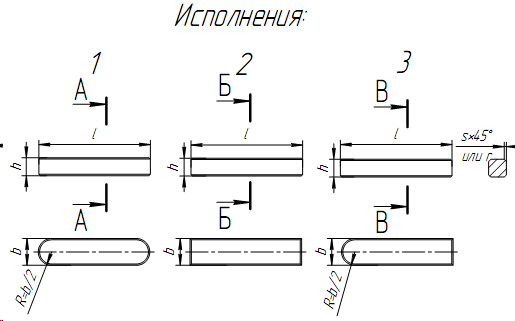 Исполнения:
1 2 3
А Б В
l l l s×45°
h h h или r
А Б В
b b b
R=b/2 R=b/2